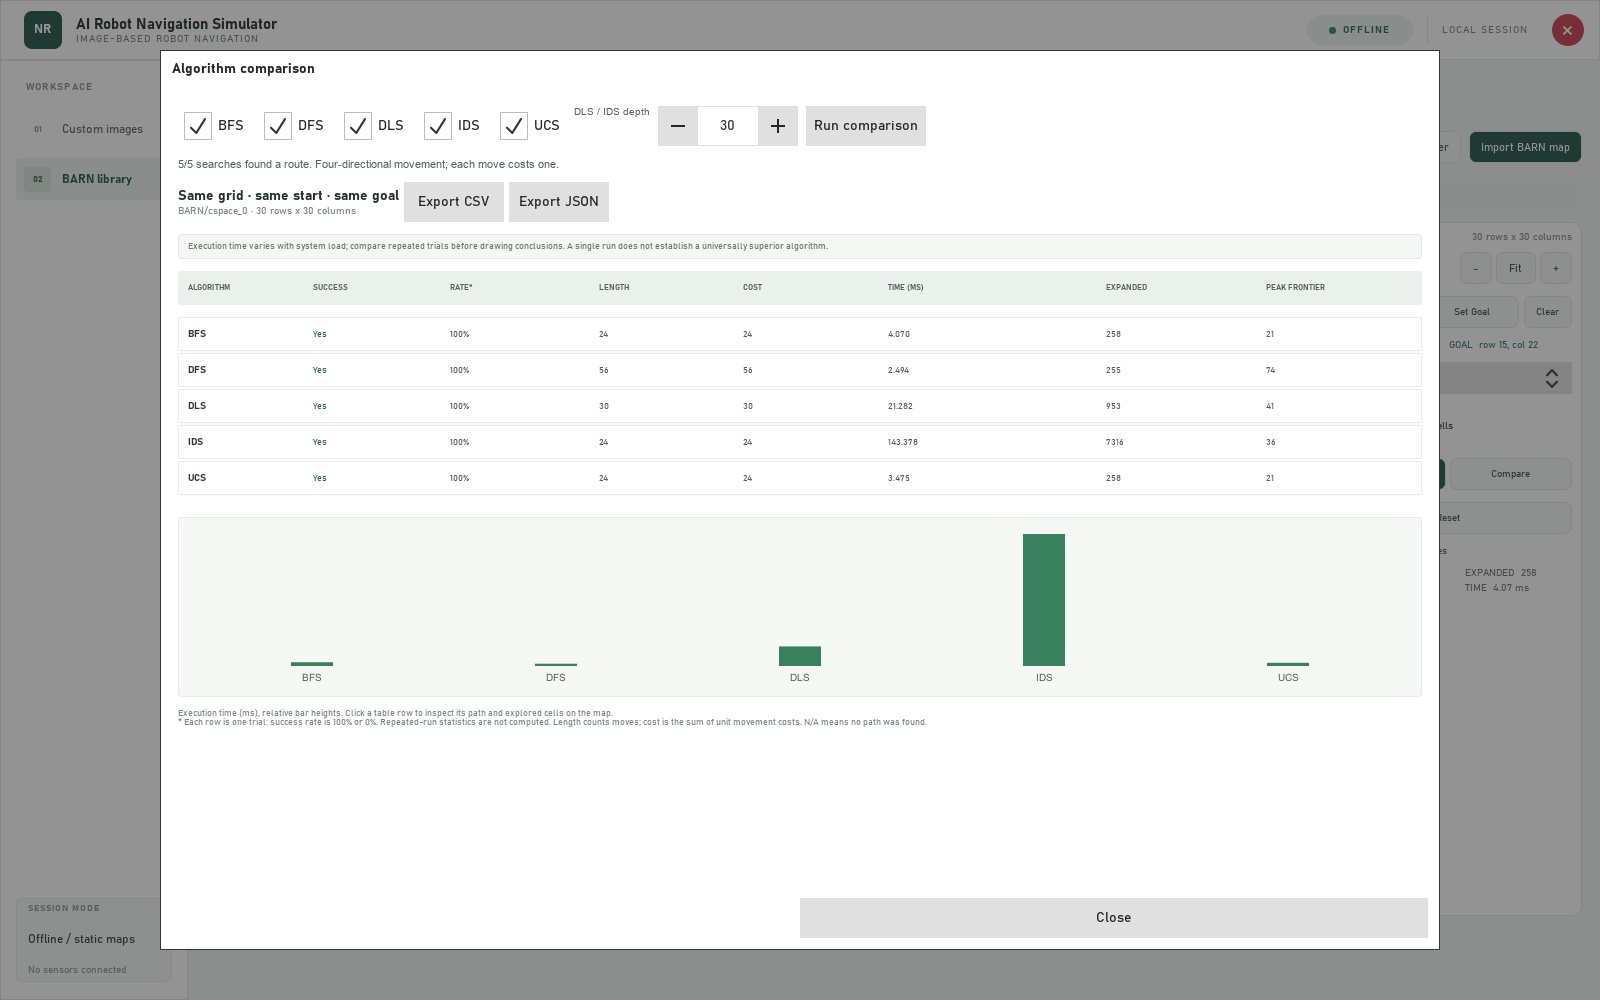 NR
AI Robot Navigation Simulator
IMAGE-BASED ROBOT NAVIGATION
OFFLINE
LOCAL SESSION
WORKSPACE
01 Custom images
02 BARN library
Import BARN map
30 rows x 30 columns
- Fit +
Set Goal Clear
GOAL row 15, col 22
Compare
EXPANDED 258
TIME 4.07 ms
SESSION MODE
Offline / static maps
No sensors connected
Algorithm comparison
BFS DFS DLS IDS UCS DLS / IDS depth 30 Run comparison
5/5 searches found a route. Four-directional movement; each move costs one.
Same grid · same start · same goal
BARN/cspace_0 · 30 rows x 30 columns
Export CSV Export JSON
Execution time varies with system load; compare repeated trials before drawing conclusions. A single run does not establish a universally superior algorithm.
ALGORITHM SUCCESS RATE* LENGTH COST TIME (MS) EXPANDED PEAK FRONTIER
BFS Yes 100% 24 24 4.070 258 21
DFS Yes 100% 56 56 2.494 255 74
DLS Yes 100% 30 30 21.282 953 41
IDS Yes 100% 24 24 143.378 7316 36
UCS Yes 100% 24 24 3.475 258 21
BFS DFS DLS IDS UCS
Execution time (ms), relative bar heights. Click a table row to inspect its path and explored cells on the map.
* Each row is one trial: success rate is 100% or 0%. Repeated-run statistics are not computed. Length counts moves; cost is the sum of unit movement costs. N/A means no path was found.
Close